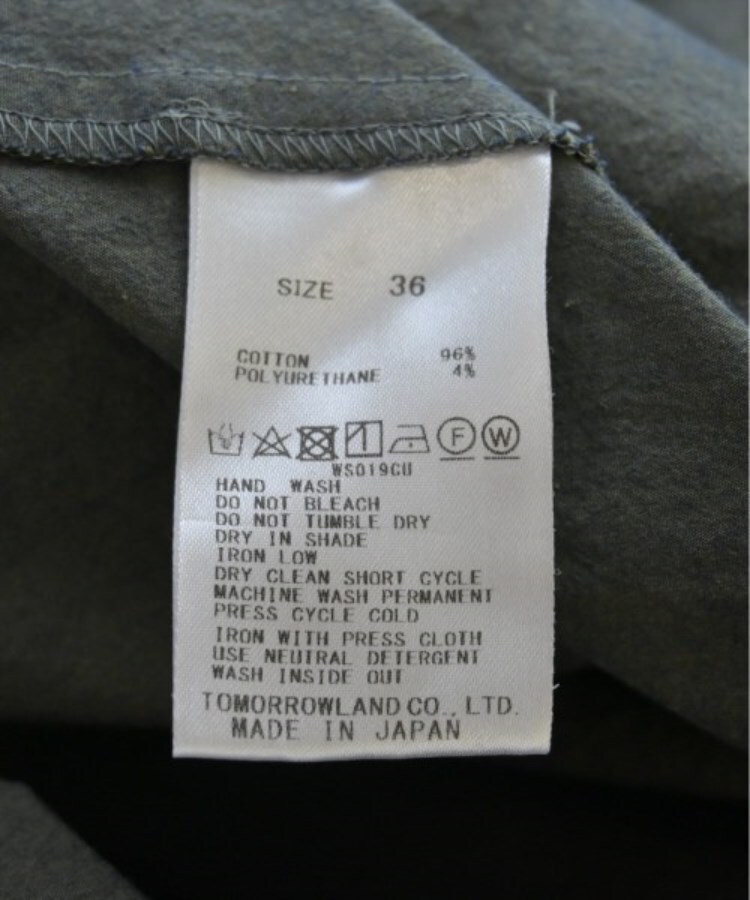 SIZE 36
COTTON 96%
POLYURETHANE 4%
F W
WS019CU
HAND WASH
DO NOT BLEACH
DO NOT TUMBLE DRY
DRY IN SHADE
IRON LOW
DRY CLEAN SHORT CYCLE
MACHINE WASH PERMANENT
PRESS CYCLE COLD
IRON WITH PRESS CLOTH
USE NEUTRAL DETERGENT
WASH INSIDE OUT
TOMORROWLAND CO., LTD.
MADE IN JAPAN